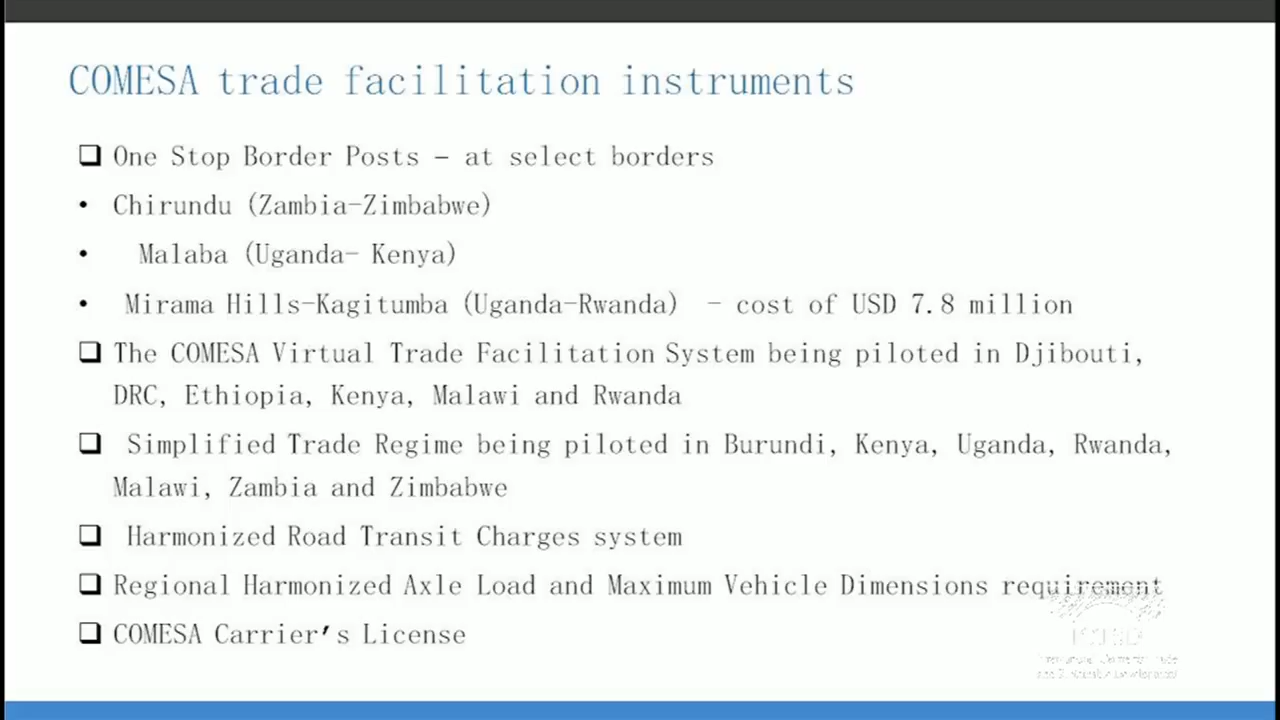 COMESA trade facilitation instruments
❑ One Stop Border Posts – at select borders
• Chirundu (Zambia-Zimbabwe)
• Malaba (Uganda- Kenya)
• Mirama Hills-Kagitumba (Uganda-Rwanda) - cost of USD 7.8 million
❑ The COMESA Virtual Trade Facilitation System being piloted in Djibouti,
DRC, Ethiopia, Kenya, Malawi and Rwanda
❑ Simplified Trade Regime being piloted in Burundi, Kenya, Uganda, Rwanda,
Malawi, Zambia and Zimbabwe
❑ Harmonized Road Transit Charges system
❑ Regional Harmonized Axle Load and Maximum Vehicle Dimensions requirement
❑ COMESA Carrier’s License